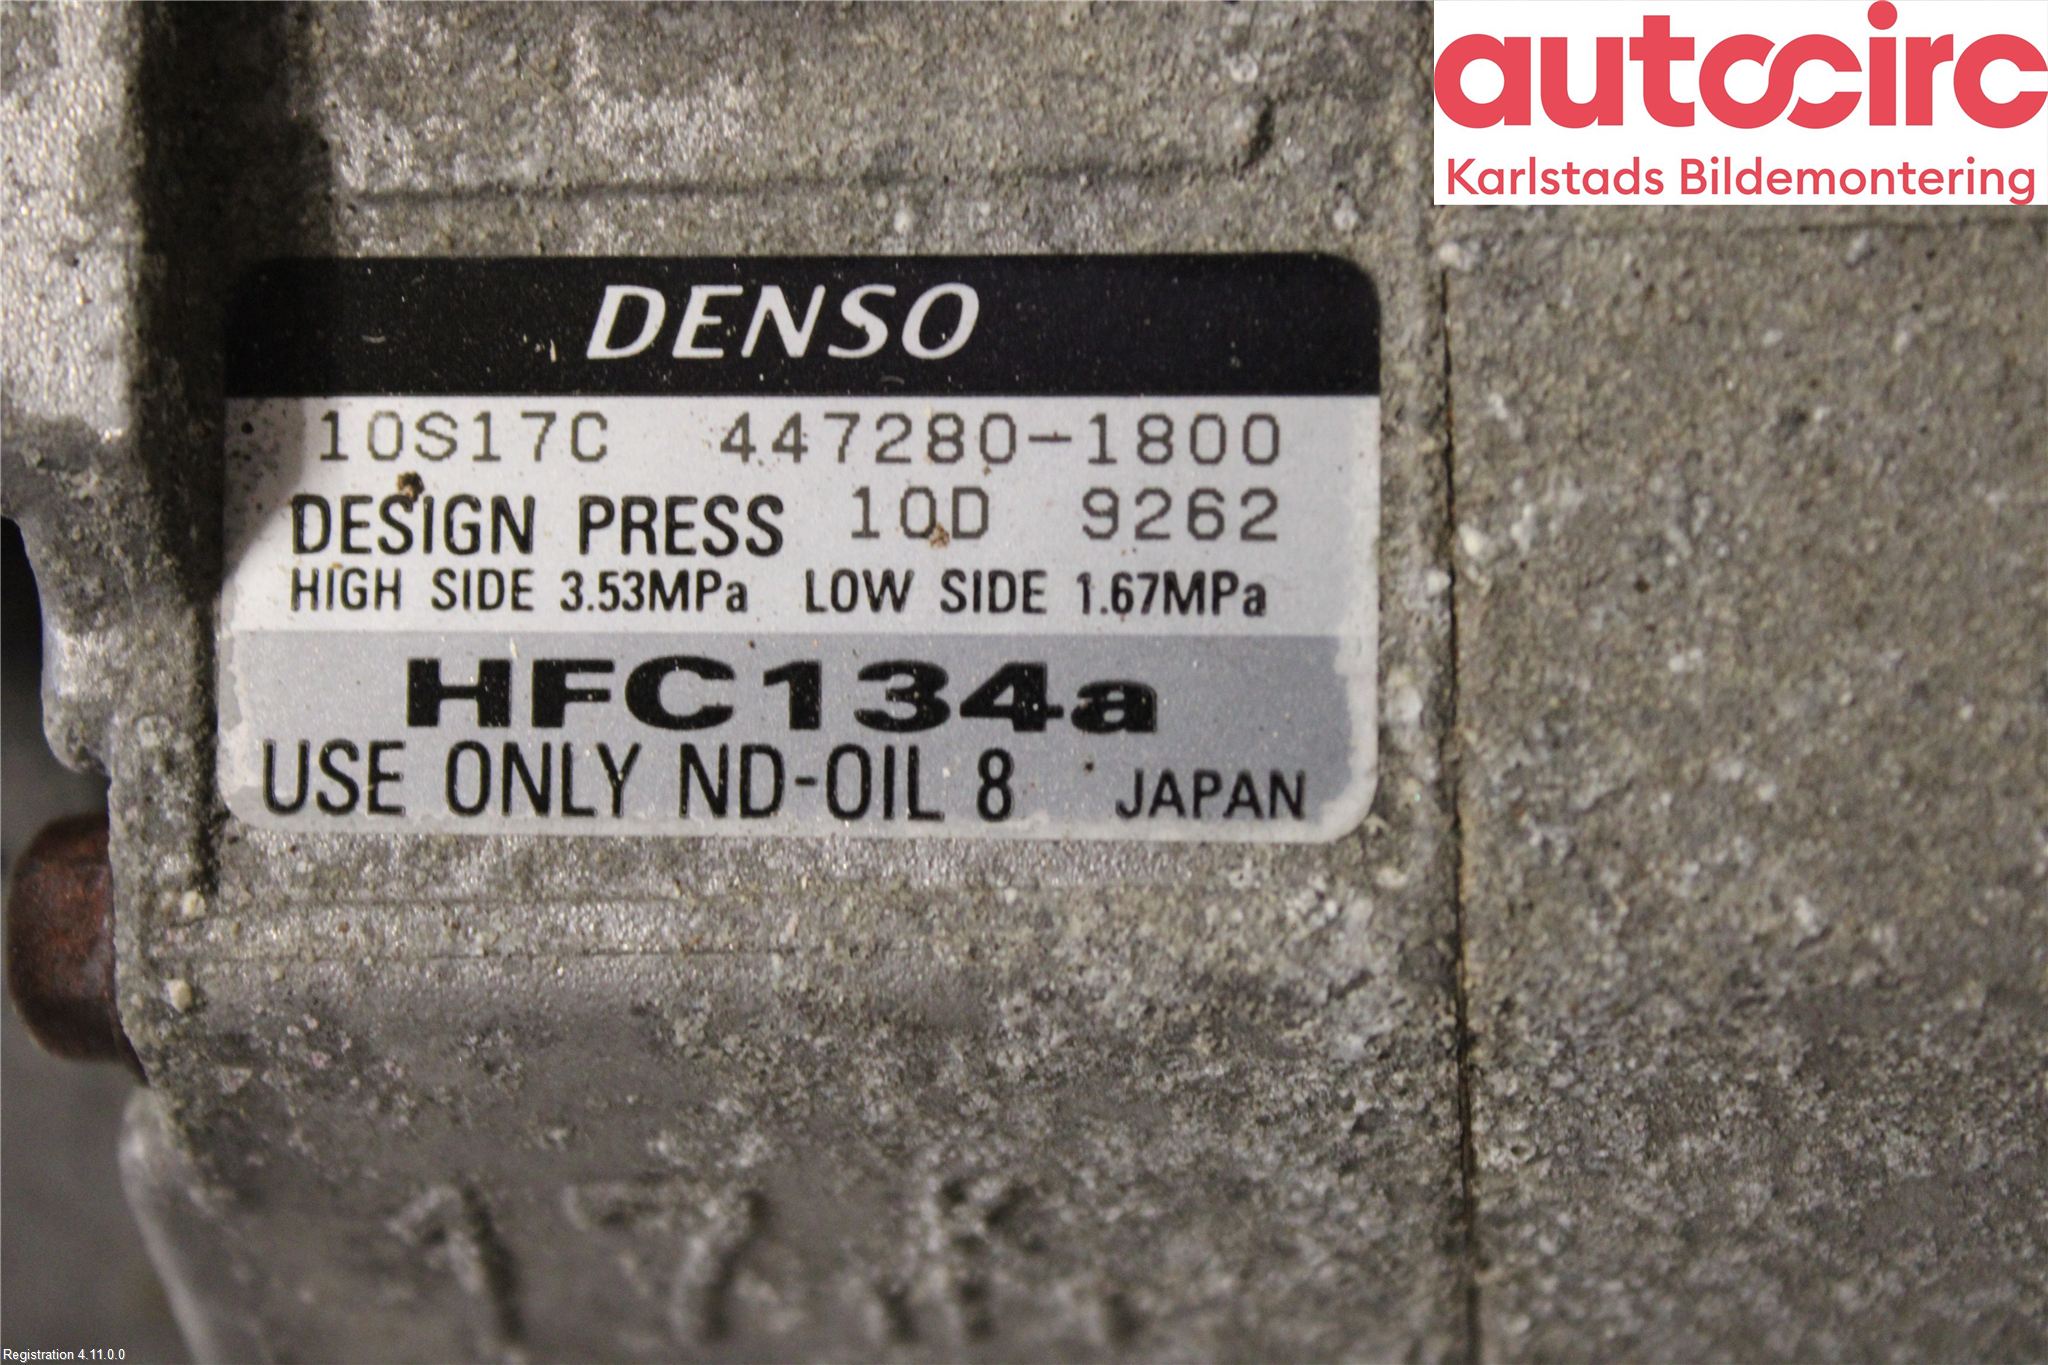 autocirc
Karlstads Bildemontering
DENSO
10S17C 447280-1800
DESIGN PRESS 10D 9262
HIGH SIDE 3.53MPa LOW SIDE 1.67MPa
HFC134a
USE ONLY ND-OIL 8 JAPAN
Registration 4.11.0.0